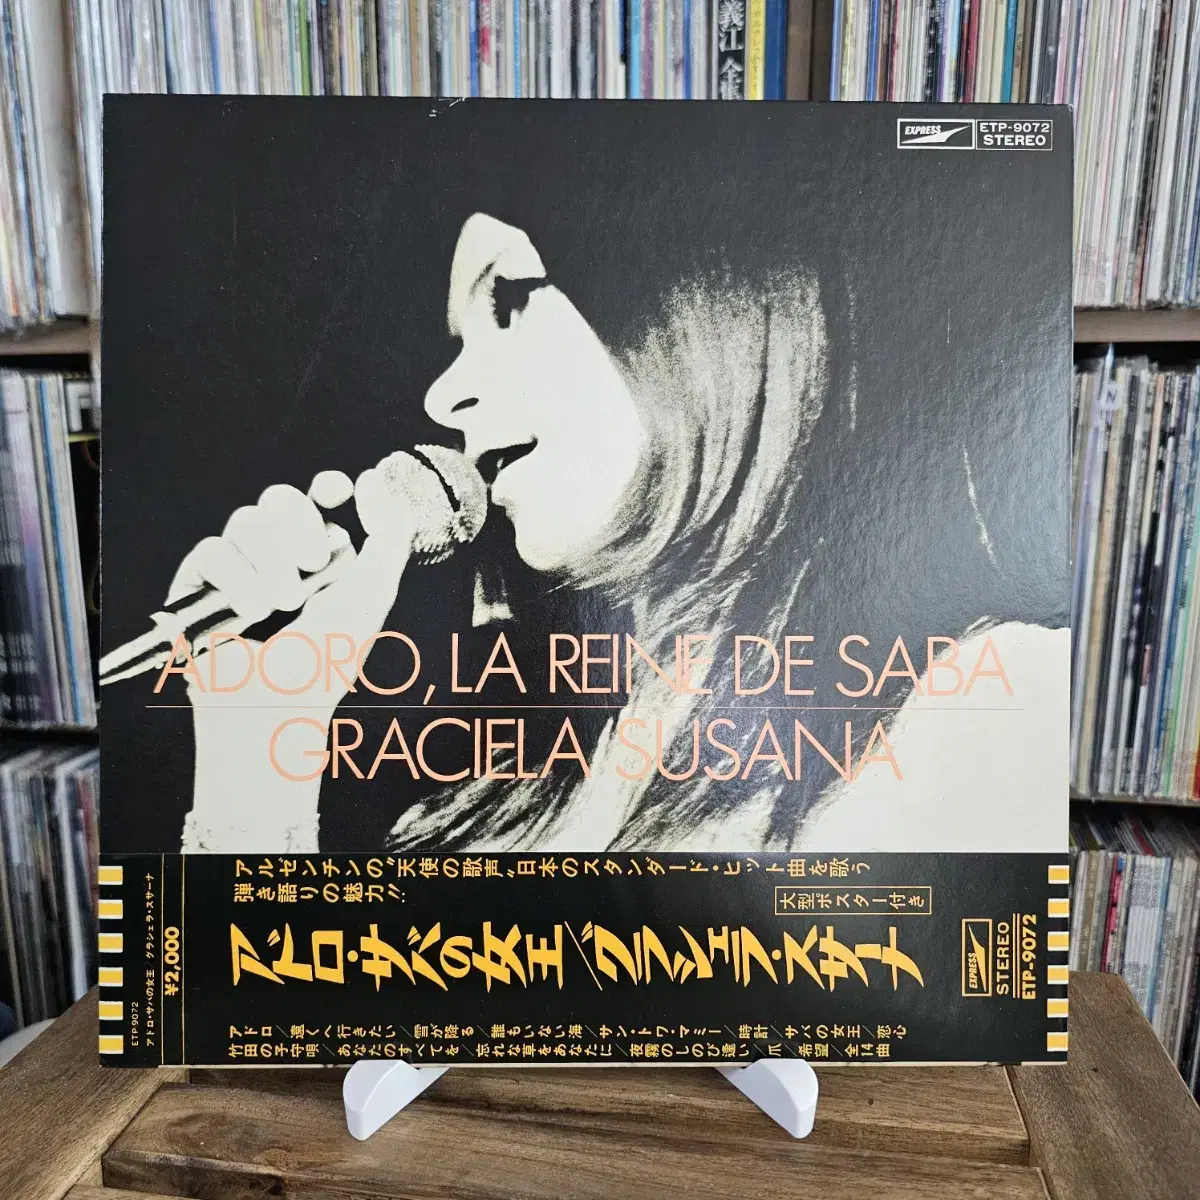 義江 全集
EXPRESS
ETP-9072
STEREO
ADORO, LA REINE DE SABA
GRACIELA SUSANA
アルゼンチンの“天使の歌声”日本のスタンダード・ヒット曲を歌う
弾き語りの魅力!!
大型ポスター付き
アドロ・サバの女王/グラシェラ・スサーナ
EXPRESS
STEREO
ETP-9072
アドロ/遠くへ行きたい/雪が降る/誰もいない海/サン・トワ・マミー/時計/サバの女王/恋心
竹田の子守唄/あなたのすべてを/忘れな草をあなたに/夜霧のしのび逢い/爪/希望/全14曲
¥2,000
ETP-9072
アドロ・サバの女王/グラシェラ・スサーナ
N